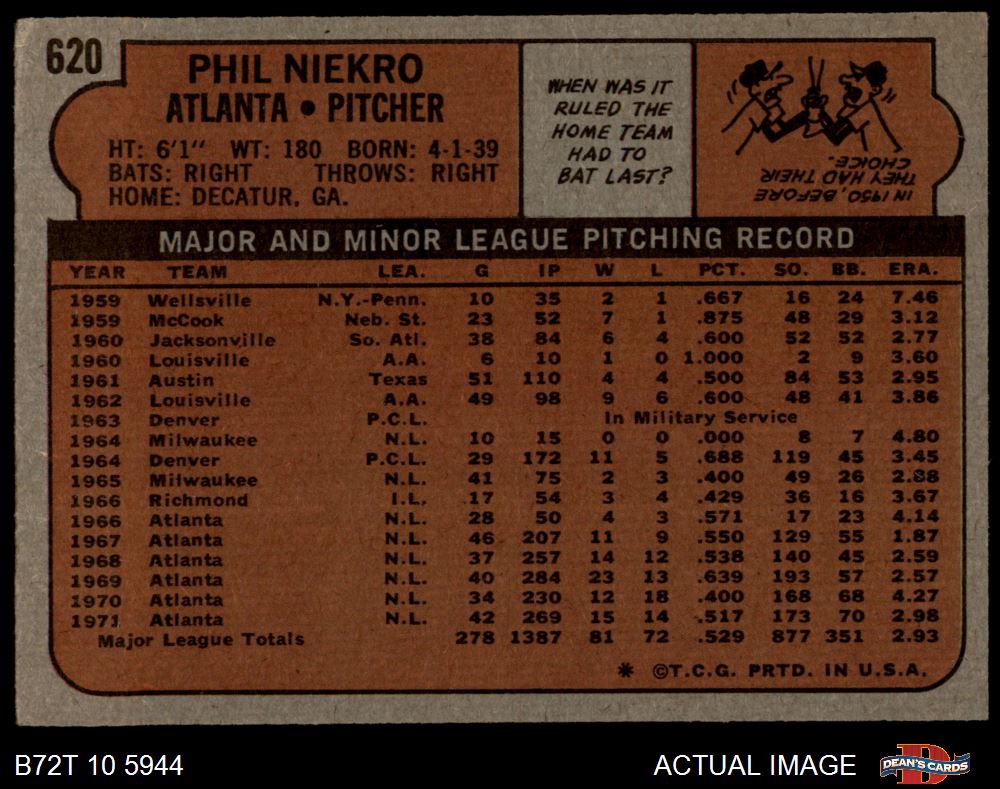 620
PHIL NIEKRO
ATLANTA • PITCHER
HT: 6'1" WT: 180 BORN: 4-1-39
BATS: RIGHT THROWS: RIGHT
HOME: DECATUR, GA.
WHEN WAS IT
RULED THE
HOME TEAM
HAD TO
BAT LAST?
IN 1950, BEFORE
THEY HAD THEIR
CHOICE.
MAJOR AND MINOR LEAGUE PITCHING RECORD
YEAR TEAM LEA. G IP W L PCT. SO. BB. ERA.
1959 Wellsville N.Y.-Penn. 10 35 2 1 .667 16 24 7.46
1959 McCook Neb. St. 23 52 7 1 .875 48 29 3.12
1960 Jacksonville So. Atl. 38 84 6 4 .600 52 52 2.77
1960 Louisville A.A. 6 10 1 0 1.000 2 9 3.60
1961 Austin Texas 51 110 4 4 .500 84 53 2.95
1962 Louisville A.A. 49 98 9 6 .600 48 41 3.86
1963 Denver P.C.L. In Military Service
1964 Milwaukee N.L. 10 15 0 0 .000 8 7 4.80
1964 Denver P.C.L. 29 172 11 5 .688 119 45 3.45
1965 Milwaukee N.L. 41 75 2 3 .400 49 26 2.88
1966 Richmond I.L. 17 54 3 4 .429 36 16 3.67
1966 Atlanta N.L. 28 50 4 3 .571 17 23 4.14
1967 Atlanta N.L. 46 207 11 9 .550 129 55 1.87
1968 Atlanta N.L. 37 257 14 12 .538 140 45 2.59
1969 Atlanta N.L. 40 284 23 13 .639 193 57 2.57
1970 Atlanta N.L. 34 230 12 18 .400 168 68 4.27
1971 Atlanta N.L. 42 269 15 14 .517 173 70 2.98
Major League Totals 278 1387 81 72 .529 877 351 2.93
* ©T.C.G. PRTD. IN U.S.A.
B72T 10 5944
ACTUAL IMAGE
D
DEAN'S CARDS